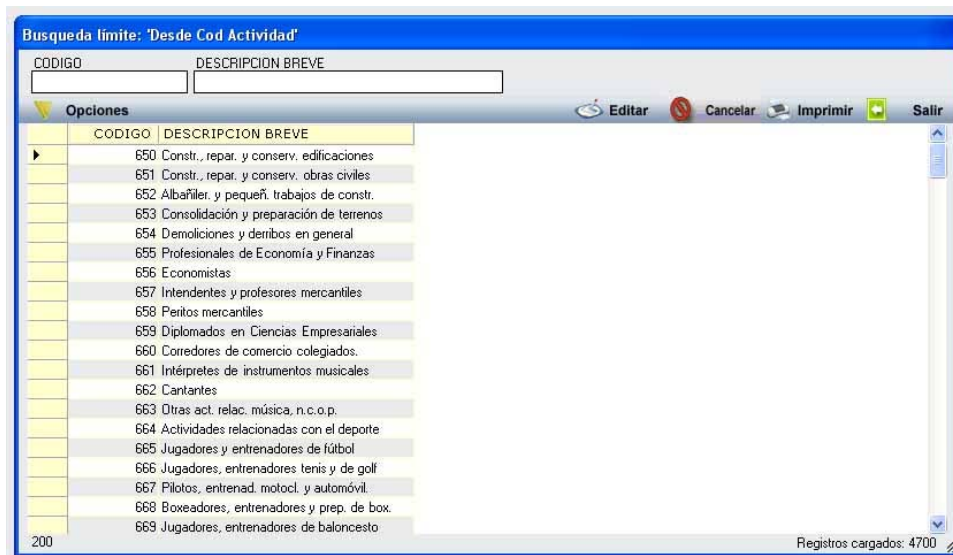 Busqueda límite: 'Desde Cod Actividad'
CODIGO DESCRIPCION BREVE
Opciones Editar Cancelar Imprimir Salir
CODIGO DESCRIPCION BREVE
650 Constr., repar. y conserv. edificaciones
651 Constr., repar. y conserv. obras civiles
652 Albañiler. y pequeñ. trabajos de constr.
653 Consolidación y preparación de terrenos
654 Demoliciones y derribos en general
655 Profesionales de Economía y Finanzas
656 Economistas
657 Intendentes y profesores mercantiles
658 Peritos mercantiles
659 Diplomados en Ciencias Empresariales
660 Corredores de comercio colegiados.
661 Intérpretes de instrumentos musicales
662 Cantantes
663 Otras act. relac. música, n.c.o.p.
664 Actividades relacionadas con el deporte
665 Jugadores y entrenadores de fútbol
666 Jugadores, entrenadores tenis y de golf
667 Pilotos, entrenad. motocl. y automóvil.
668 Boxeadores, entrenadores y prep. de box.
669 Jugadores, entrenadores de baloncesto
200 Registros cargados: 4700